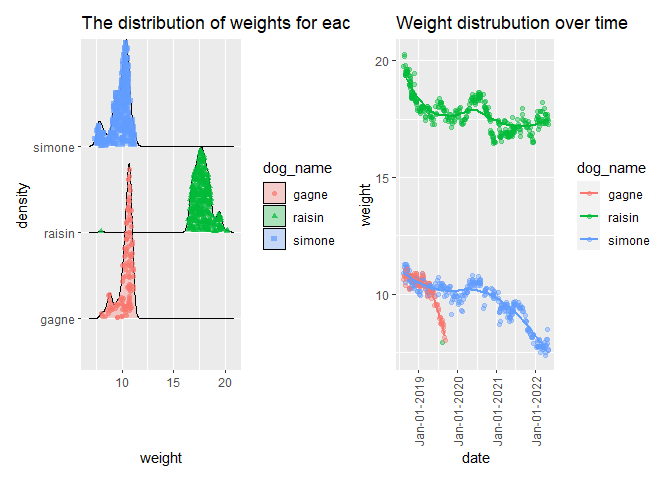 The distribution of weights for eac
simone
raisin
gagne
density
10
15
20
weight
dog_name
gagne
raisin
simone
Weight distrubution over time
20
15
10
weight
Jan-01-2019
Jan-01-2020
Jan-01-2021
Jan-01-2022
date
dog_name
gagne
raisin
simone